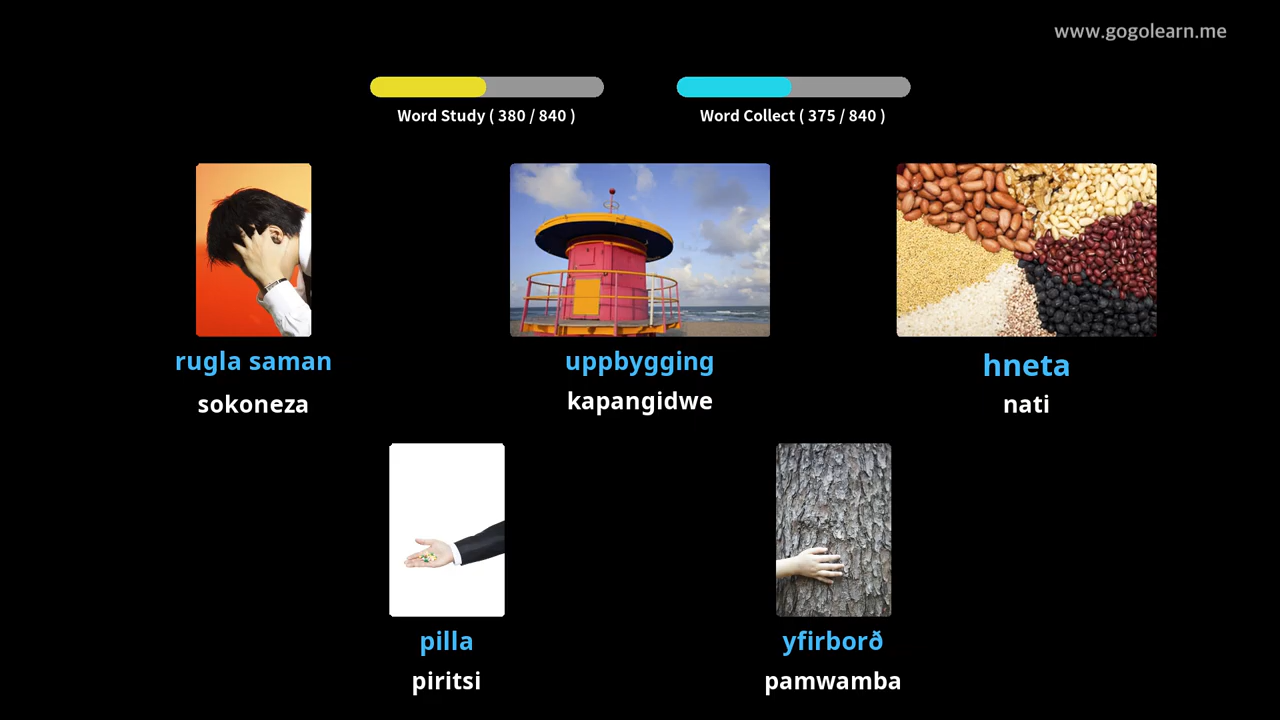 www.gogolearn.me
Word Study ( 380 / 840 )
Word Collect ( 375 / 840 )
rugla saman
sokoneza
uppbygging
kapangidwe
hneta
nati
pilla
piritsi
yfirborð
pamwamba